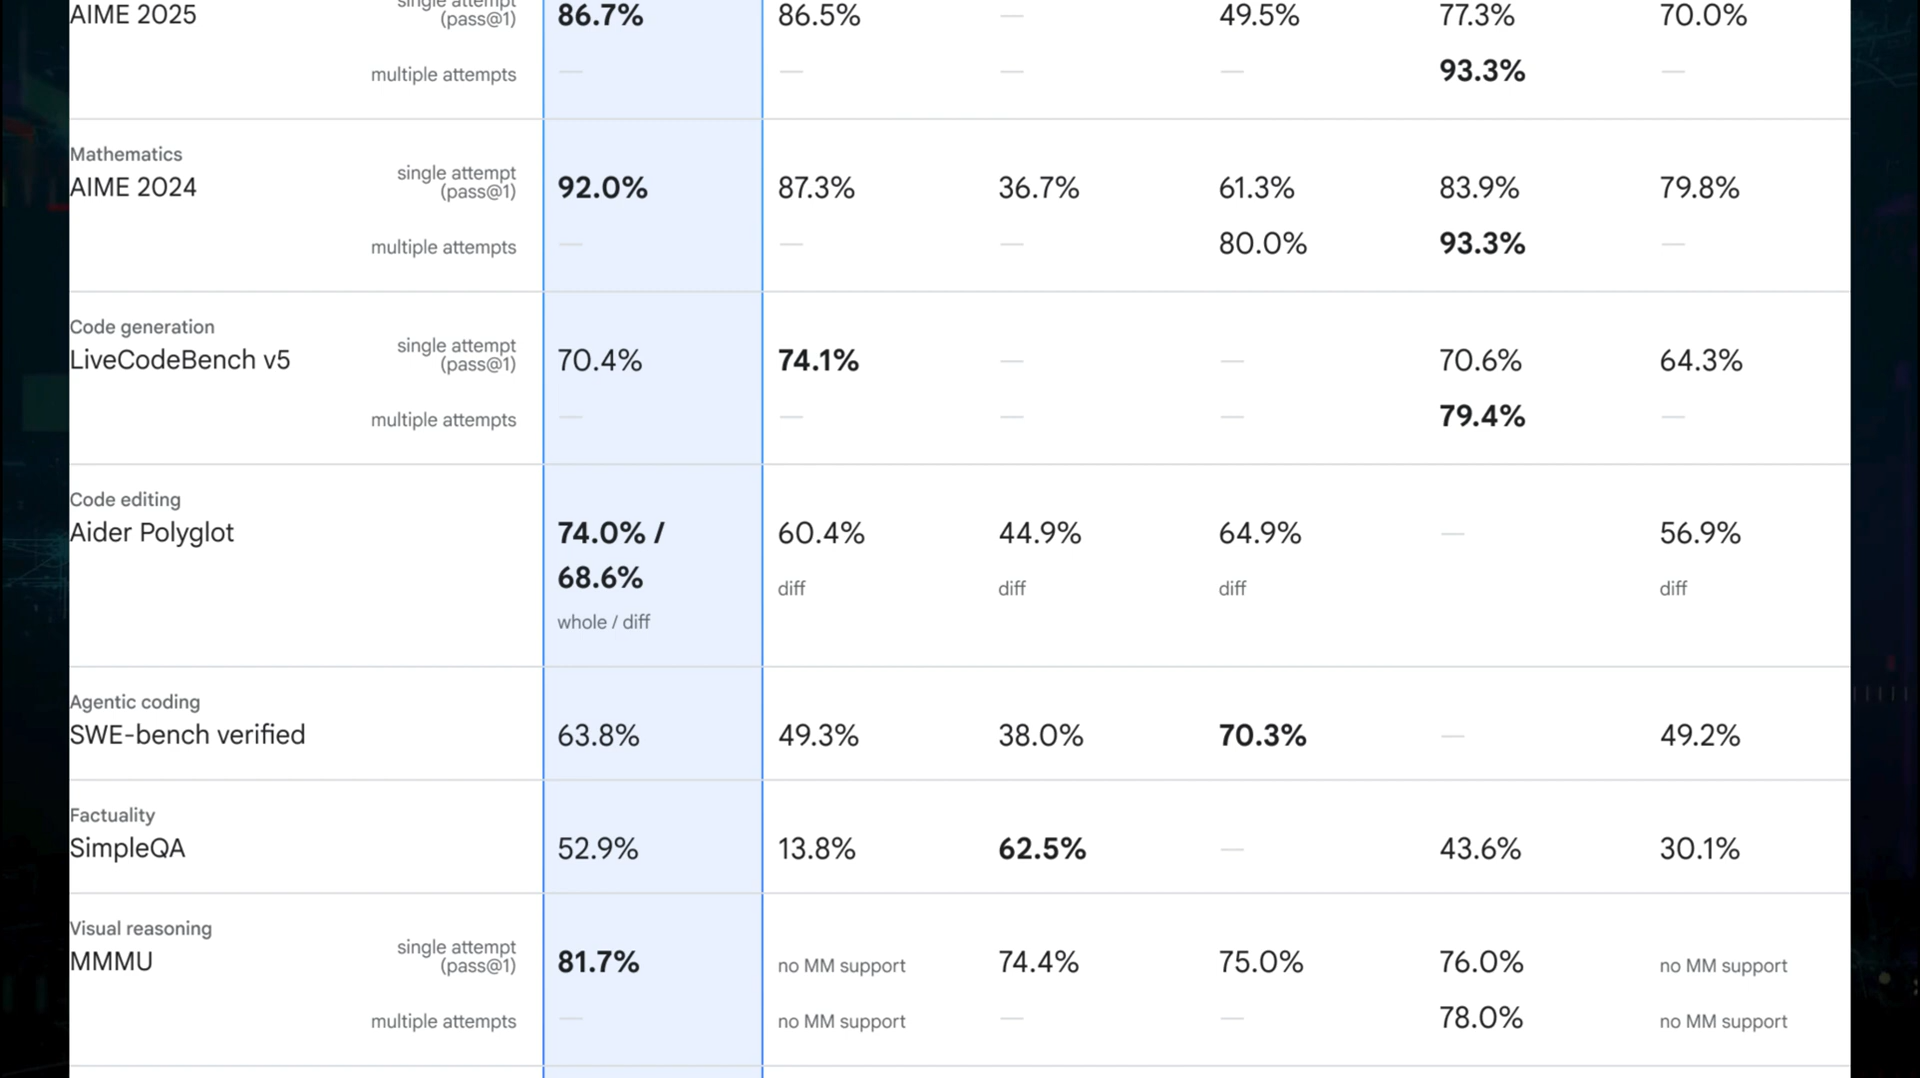 single attempt
AIME 2025 (pass@1) 86.7% 86.5% — 49.5% 77.3% 70.0%
multiple attempts — — — — 93.3% —
Mathematics
single attempt
AIME 2024 (pass@1) 92.0% 87.3% 36.7% 61.3% 83.9% 79.8%
multiple attempts — — — 80.0% 93.3% —
Code generation
single attempt
LiveCodeBench v5 (pass@1) 70.4% 74.1% — — 70.6% 64.3%
multiple attempts — — — — 79.4% —
Code editing
Aider Polyglot 74.0% / 60.4% 44.9% 64.9% — 56.9%
68.6% diff diff diff diff
whole / diff
Agentic coding
SWE-bench verified 63.8% 49.3% 38.0% 70.3% — 49.2%
Factuality
SimpleQA 52.9% 13.8% 62.5% — 43.6% 30.1%
Visual reasoning
single attempt
MMMU (pass@1) 81.7% no MM support 74.4% 75.0% 76.0% no MM support
multiple attempts — no MM support — — 78.0% no MM support